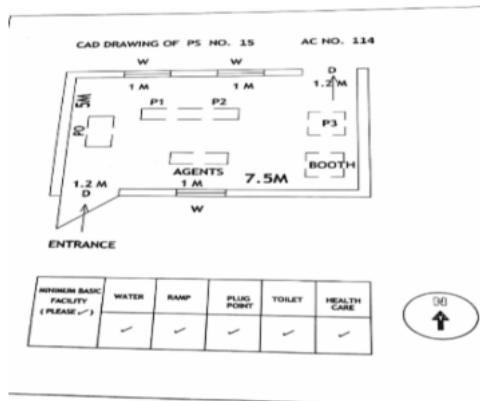 CAD DRAWING OF PS NO. 15 AC NO. 114
W W D
1 M 1 M 1.2 M
5M P1 P2
PO P3
AGENTS BOOTH
1.2 M 1 M 7.5M
D
W
ENTRANCE
MINIMUM BASIC
FACILITY
( PLEASE ✓ )
WATER RAMP PLUG
POINT TOILET HEALTH
CARE
✓ ✓ ✓ ✓ ✓
N